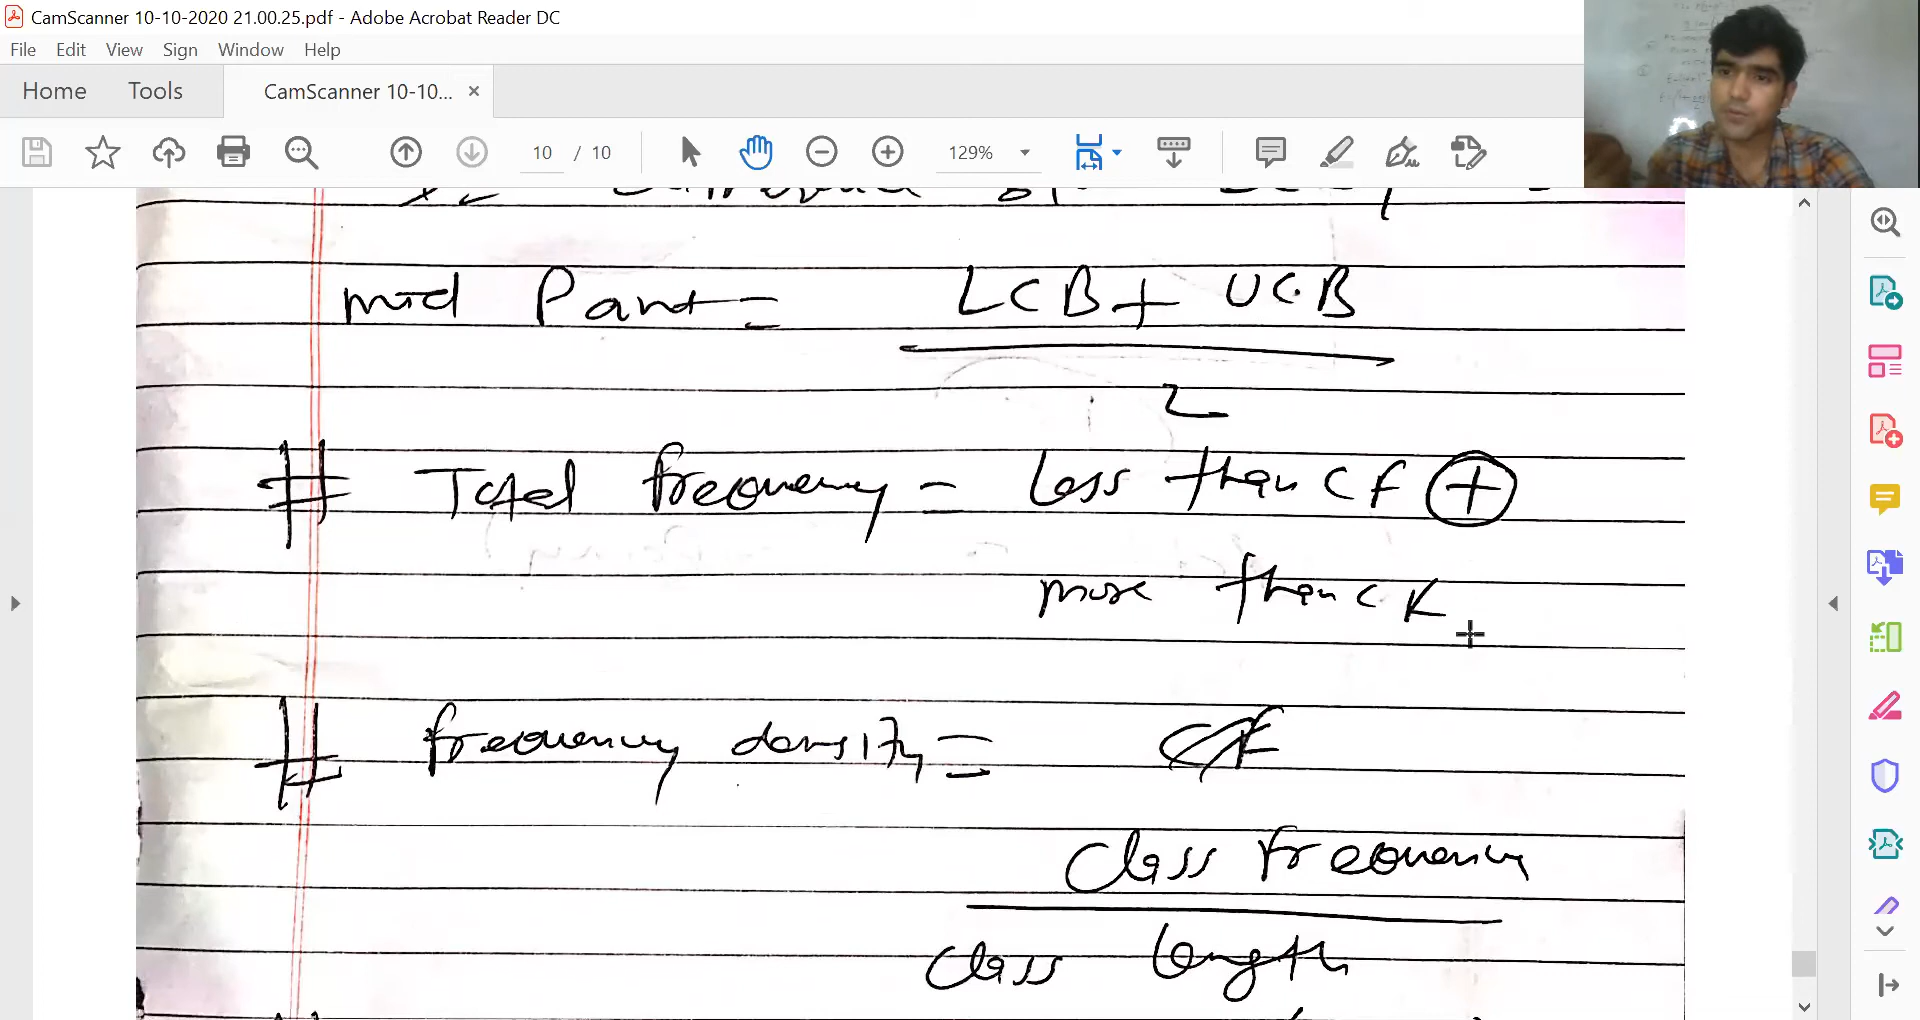 CamScanner 10-10-2020 21.00.25.pdf - Adobe Acrobat Reader DC
File Edit View Sign Window Help
Home Tools CamScanner 10-10... ×
10 / 10 129%
mid Point = LCB + UCB
2
# Total frequency = Less than CF +
more than CF
# frequency density =
Class frequency
Class length